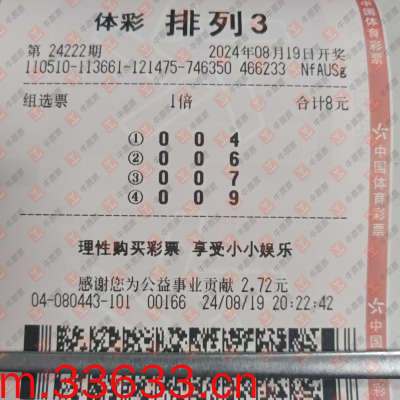 体彩 排列3
第 24222期 2024年08月19日开奖
110510-113661-121475-746350 466233 NfAUSg
组选票 1倍 合计8元
① 0 0 4
② 0 0 6
③ 0 0 7
④ 0 0 9
理性购买彩票 享受小小娱乐
感谢您为公益事业贡献 2.72元
04-080443-101 00166 24/08/19 20:22:42
m.33633.cn
中国体育彩票
中国体育彩票
中国